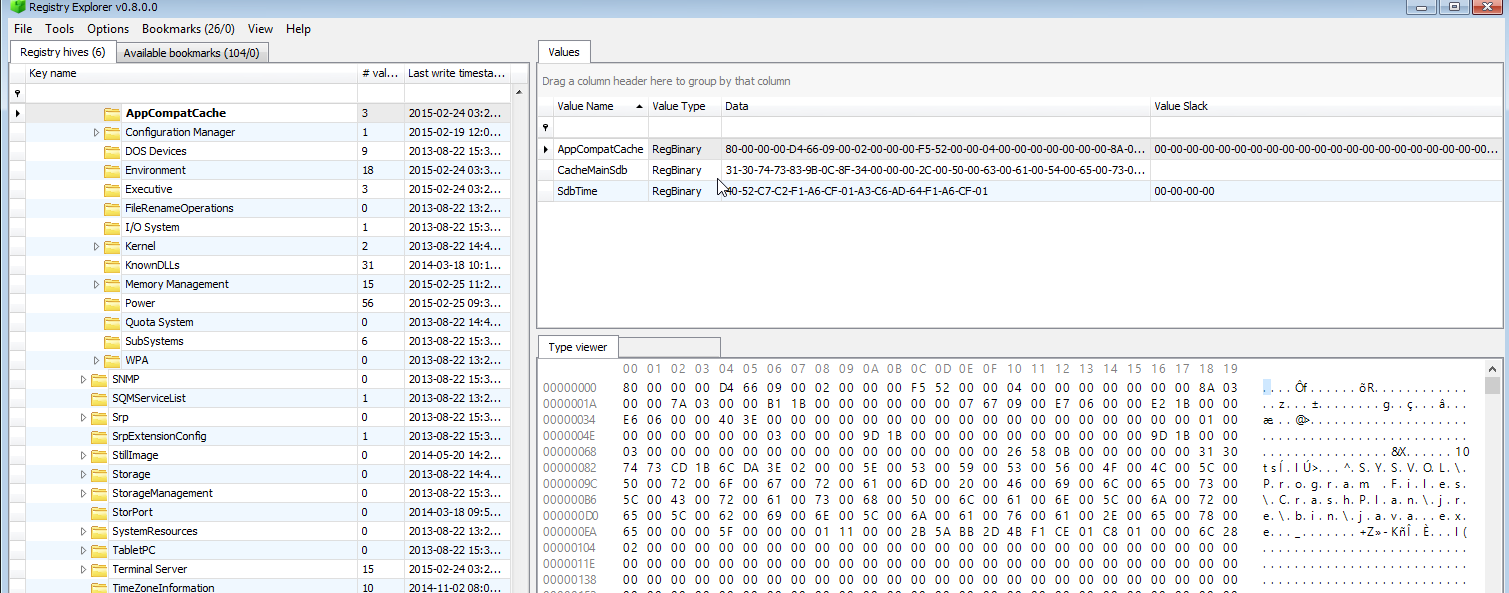 Registry Explorer v0.8.0.0
File Tools Options Bookmarks (26/0) View Help
Registry hives (6) Available bookmarks (104/0)
Key name # val... Last write timesta...
AppCompatCache 3 2015-02-24 03:2...
Configuration Manager 1 2015-02-19 12:0...
DOS Devices 9 2013-08-22 15:3...
Environment 18 2015-02-24 03:3...
Executive 3 2013-08-22 15:3...
FileRenameOperations 0 2013-08-22 13:2...
I/O System 1 2013-08-22 15:3...
Kernel 2 2013-08-22 14:4...
KnownDLLs 31 2014-03-18 10:1...
Memory Management 15 2015-02-25 11:2...
Power 56 2015-02-25 09:3...
Quota System 0 2013-08-22 14:4...
SubSystems 6 2013-08-22 15:3...
WPA 0 2013-08-22 13:2...
SNMP 0 2013-08-22 15:3...
SQMServiceList 1 2013-08-22 13:2...
Srp 0 2013-08-22 15:3...
SrpExtensionConfig 1 2013-08-22 15:3...
StillImage 0 2014-05-20 14:2...
Storage 0 2013-08-22 14:4...
StorageManagement 0 2013-08-22 15:3...
StorPort 0 2014-03-18 09:5...
SystemResources 0 2013-08-22 13:2...
TabletPC 0 2013-08-22 15:3...
Terminal Server 15 2015-02-24 03:2...
TimeZoneInformation 10 2014-11-02 08:0...
Values
Drag a column header here to group by that column
Value Name Value Type Data Value Slack
AppCompatCache RegBinary 80-00-00-00-D4-66-09-00-02-00-00-00-F5-52-00-00-04-00-00-00-00-00-00-00-8A-0... 00-00-00-00-00-00-00-00-00-00-00-00-00-00-00-00-00-00-00-00-00-00-00...
CacheMainSdb RegBinary 31-30-74-73-83-9B-0C-8F-34-00-00-00-2C-00-50-00-63-00-61-00-54-00-65-00-73-0...
SdbTime RegBinary 40-52-C7-C2-F1-A6-CF-01-A3-C6-AD-64-F1-A6-CF-01 00-00-00-00
Type viewer
00 01 02 03 04 05 06 07 08 09 0A 0B 0C 0D 0E 0F 10 11 12 13 14 15 16 17 18 19
00000000 80 00 00 00 D4 66 09 00 02 00 00 00 F5 52 00 00 04 00 00 00 00 00 00 00 8A 03 ....Ôf......õR............
0000001A 00 00 7A 03 00 00 B1 1B 00 00 00 00 00 00 07 67 09 00 E7 06 00 00 E2 1B 00 00 ..z...±........g..ç...â...
00000034 E6 06 00 00 40 3E 00 00 00 00 00 00 00 00 00 00 00 00 00 00 00 00 00 00 01 00 æ...@>....................
0000004E 00 00 00 00 00 00 03 00 00 00 9D 1B 00 00 00 00 00 00 00 00 00 00 9D 1B 00 00 ..........................
00000068 03 00 00 00 00 00 00 00 00 00 00 00 00 00 00 00 26 58 0B 00 00 00 00 00 31 30 ................&X......10
00000082 74 73 CD 1B 6C DA 3E 02 00 00 5E 00 53 00 59 00 53 00 56 00 4F 00 4C 00 5C 00 tsÍ.lÚ>...^.S.Y.S.V.O.L.\.
0000009C 50 00 72 00 6F 00 67 00 72 00 61 00 6D 00 20 00 46 00 69 00 6C 00 65 00 73 00 P.r.o.g.r.a.m. .F.i.l.e.s.
000000B6 5C 00 43 00 72 00 61 00 73 00 68 00 50 00 6C 00 61 00 6E 00 5C 00 6A 00 72 00 \.C.r.a.s.h.P.l.a.n.\.j.r.
000000D0 65 00 5C 00 62 00 69 00 6E 00 5C 00 6A 00 61 00 76 00 61 00 2E 00 65 00 78 00 e.\.b.i.n.\.j.a.v.a...e.x.
000000EA 65 00 00 00 5F 00 00 00 01 11 00 00 2B 5A BB 2D 4B F1 CE 01 C8 01 00 00 6C 28 e..._.......+Z»-KñÎ.È...l(
00000104 02 00 00 00 00 00 00 00 00 00 00 00 00 00 00 00 00 00 00 00 00 00 00 00 00 00 ..........................
0000011E 00 00 00 00 00 00 00 00 00 00 00 00 00 00 00 00 00 00 00 00 00 00 00 00 00 00 ..........................
00000138 00 00 00 00 00 00 00 00 00 00 00 00 00 00 00 00 00 00 00 00 00 00 00 00 00 00 ..........................